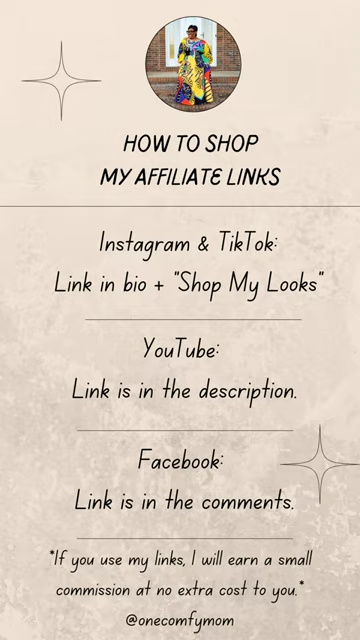 HOW TO SHOP
MY AFFILIATE LINKS
Instagram & TikTok:
Link in bio + "Shop My Looks"
YouTube:
Link is in the description.
Facebook:
Link is in the comments.
*If you use my links, I will earn a small
commission at no extra cost to you.*
@onecomfymom